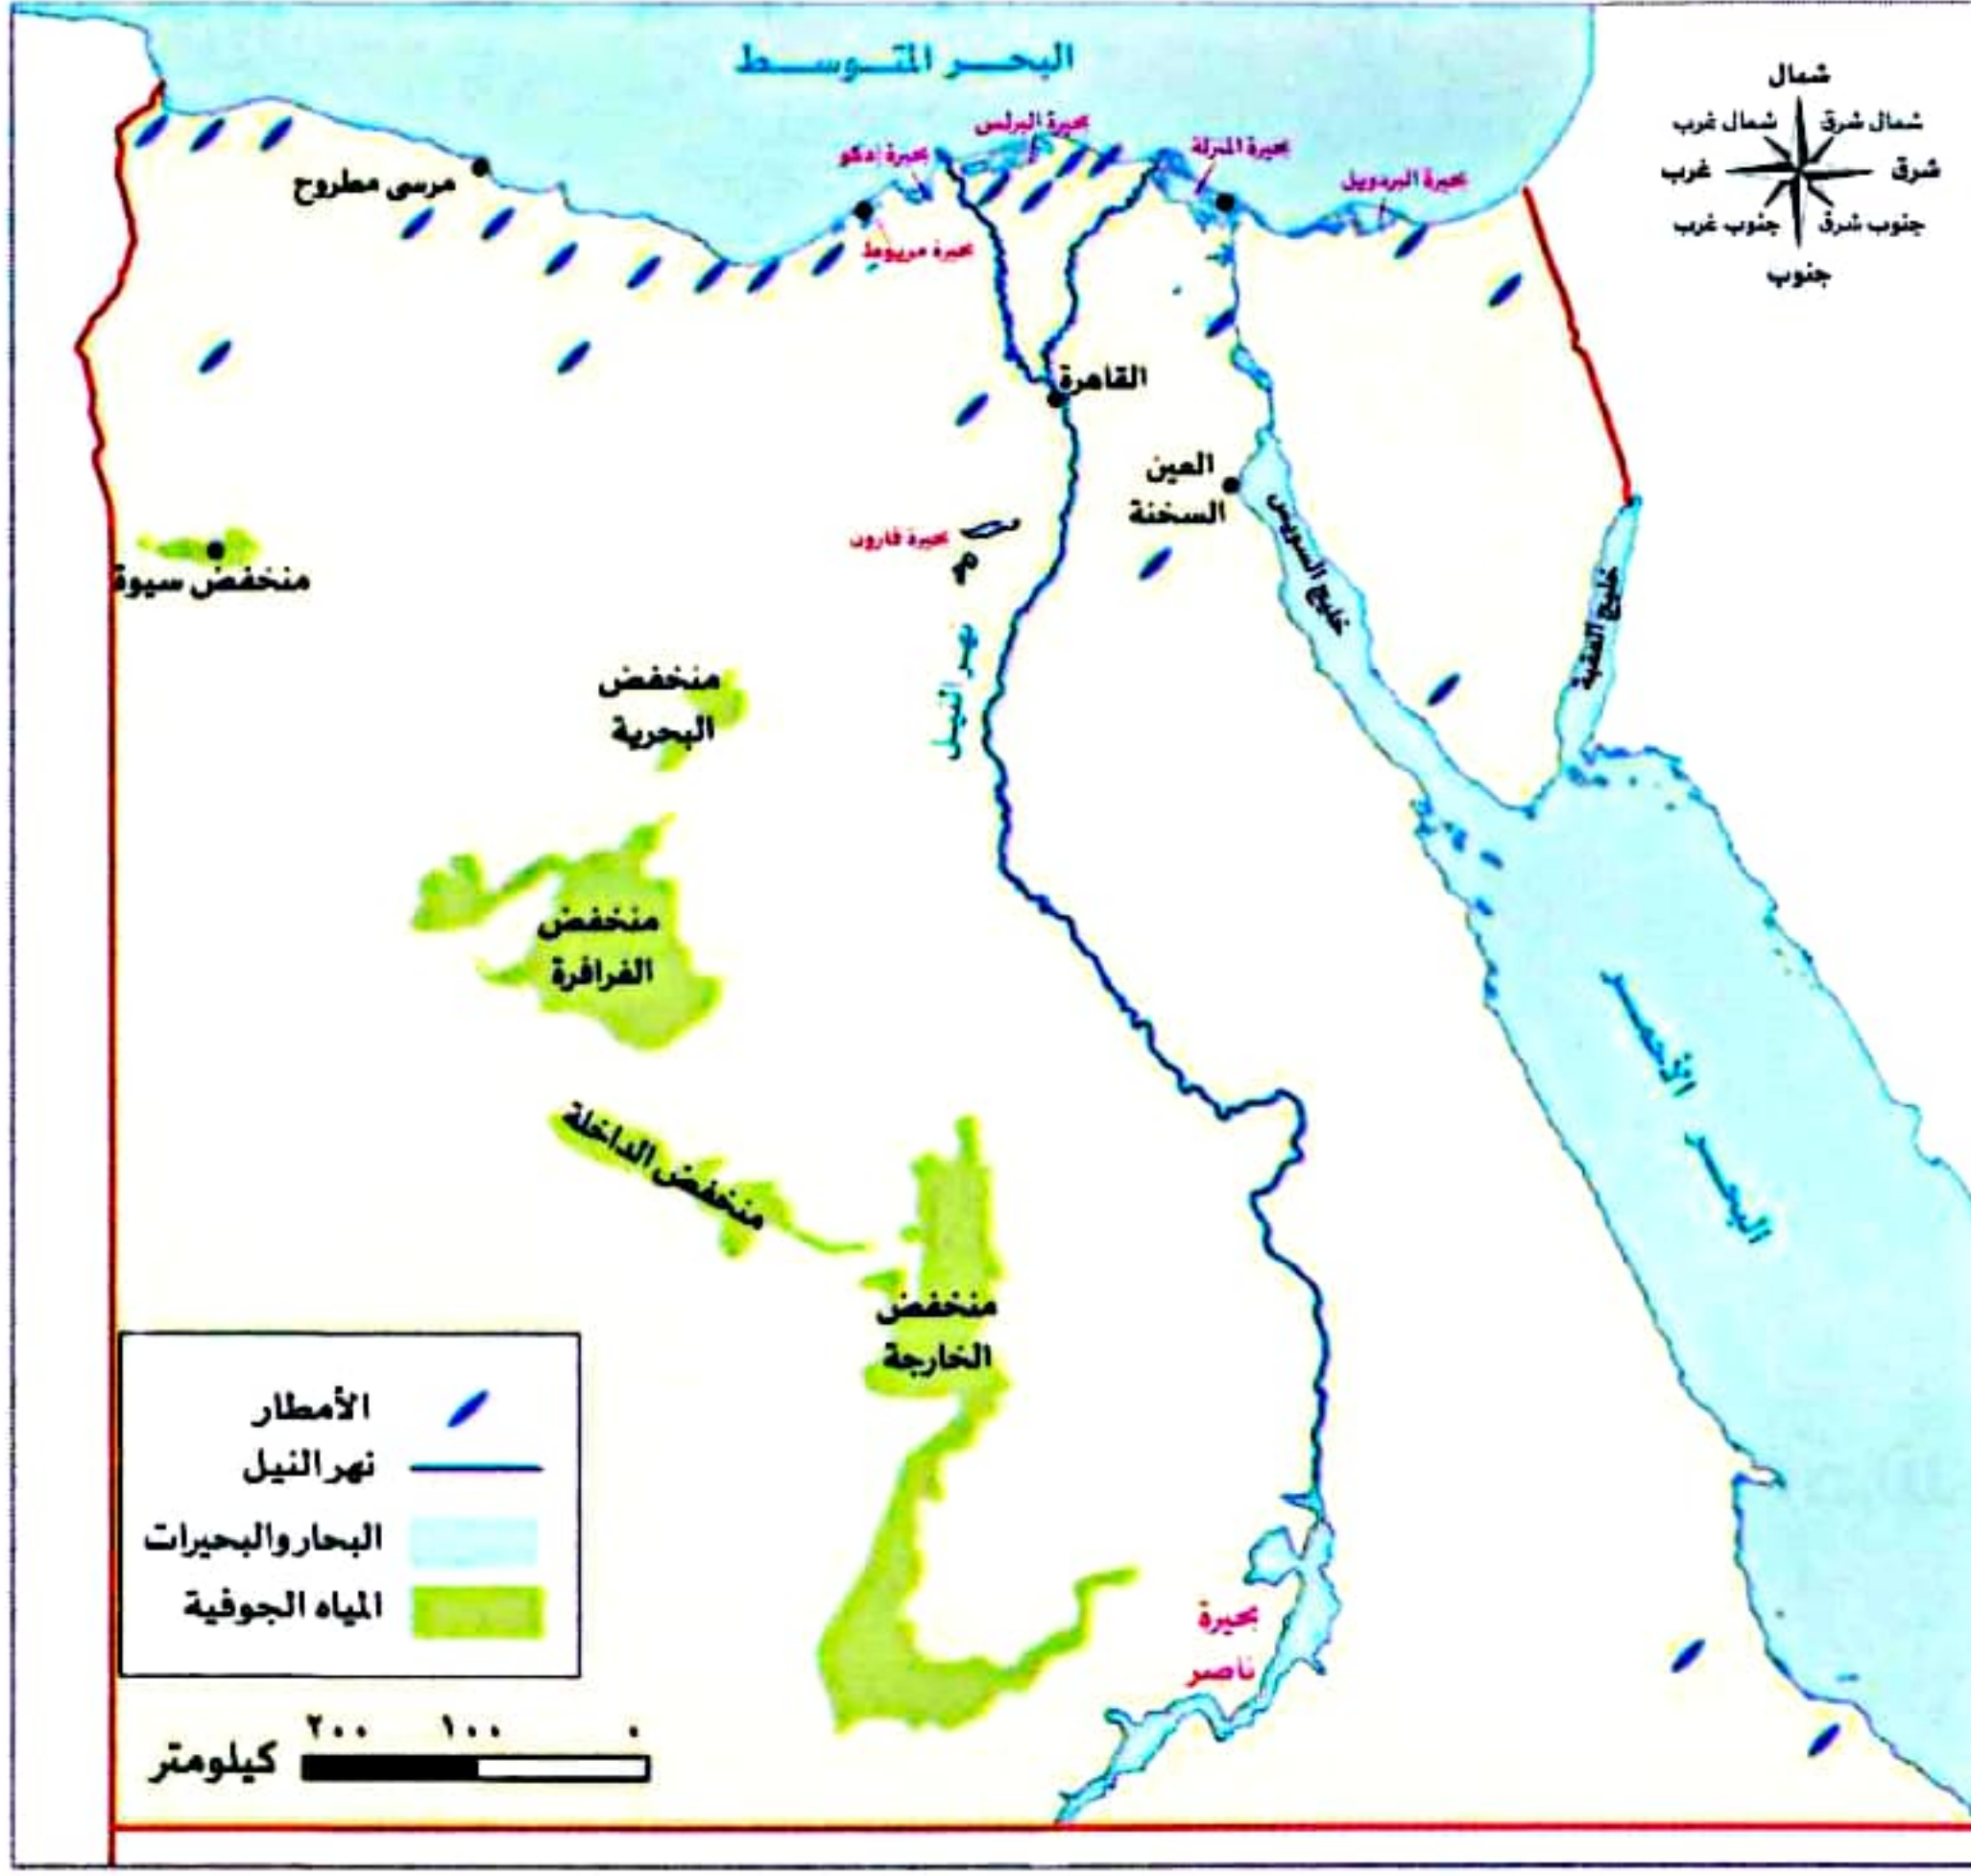 البحر المتوسط
شمال
شمال شرق
شمال غرب
شرق
غرب
جنوب شرق
جنوب غرب
جنوب
بحيرة البرلس
بحيرة إدكو
بحيرة المنزلة
بحيرة البردويل
بحيرة مريوط
مرسى مطروح
القاهرة
العين
السخنة
خليج السويس
خليج العقبة
بحيرة قارون
منخفض سيوة
نهر النيل
منخفض
البحرية
منخفض
الفرافرة
البحر الأحمر
منخفض الداخلة
منخفض
الخارجة
بحيرة
ناصر
الأمطار
نهر النيل
البحار والبحيرات
المياه الجوفية
٢٠٠ ١٠٠ ٠
كيلومتر